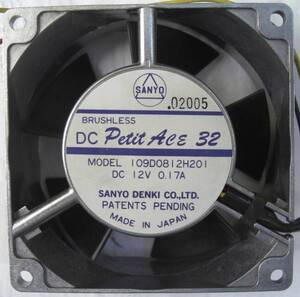 SANYO
.02005
BRUSHLESS
DC Petit Ace 32
MODEL 109D0812H201
DC 12V 0.17A
SANYO DENKI CO.,LTD.
PATENTS PENDING
MADE IN JAPAN